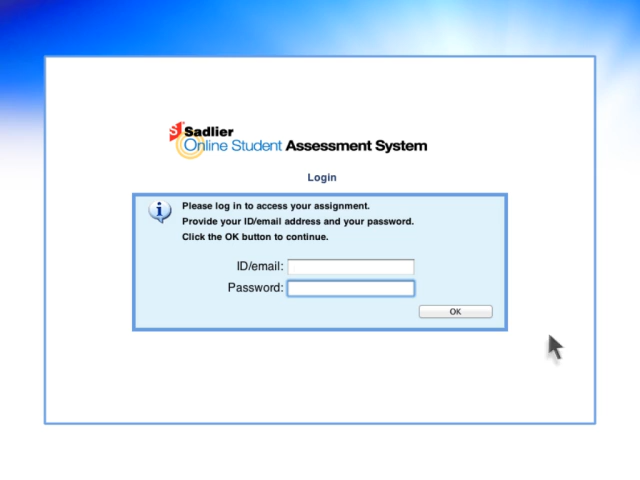 Sadlier
Online Student Assessment System
Login
Please log in to access your assignment.
Provide your ID/email address and your password.
Click the OK button to continue.
ID/email:
Password:
OK